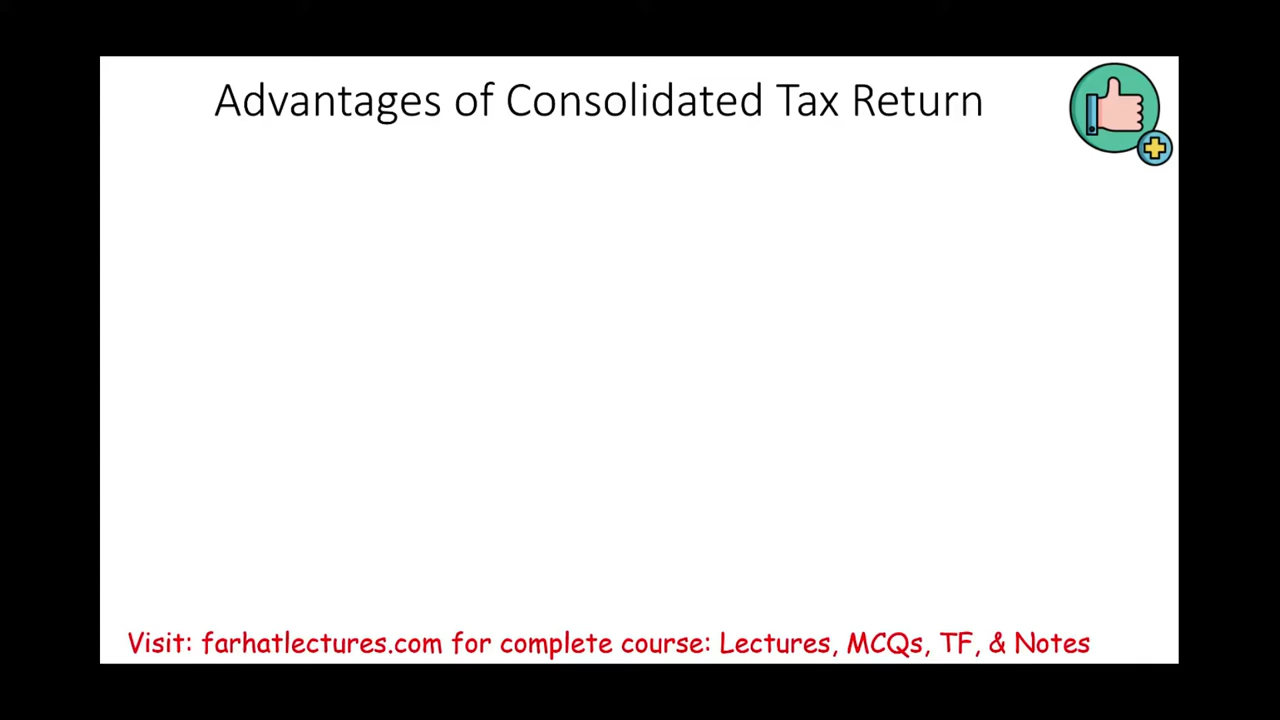 Advantages of Consolidated Tax Return
Visit: farhatlectures.com for complete course: Lectures, MCQs, TF, & Notes